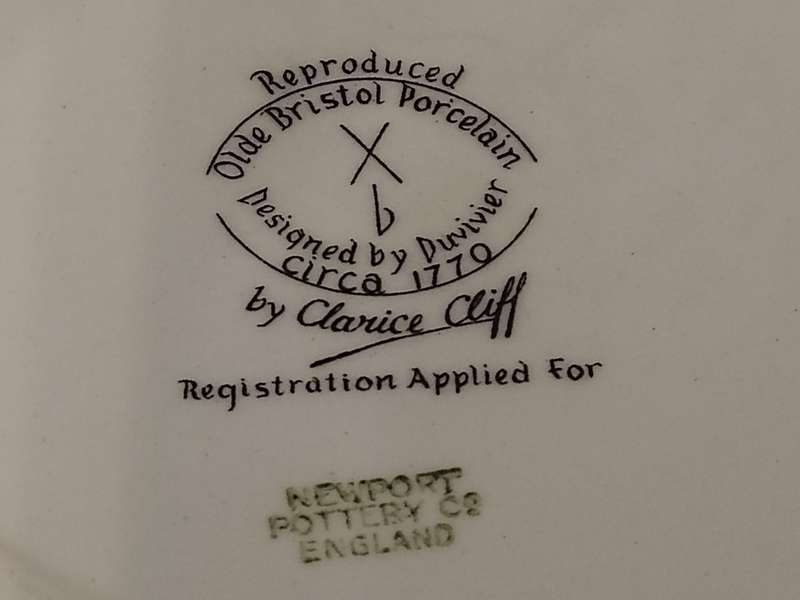 Reproduced
Olde Bristol Porcelain
X
b
Designed by Duvivier
circa 1770
by Clarice Cliff
Registration Applied For
NEWPORT
POTTERY Co
ENGLAND